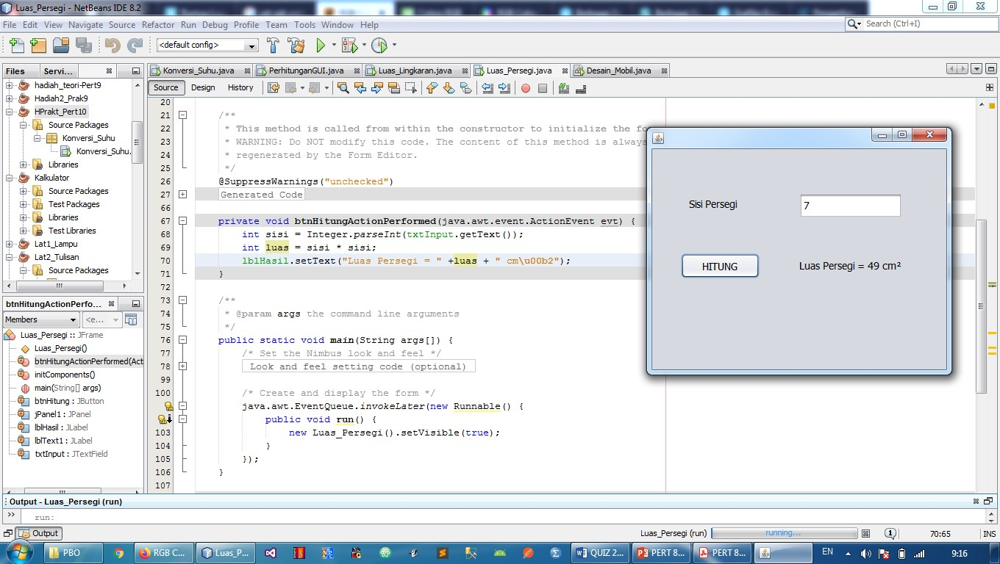 Luas_Persegi - NetBeans IDE 8.2
File Edit View Navigate Source Refactor Run Debug Profile Team Tools Window Help
Search (Ctrl+I)
<default config>
Files Servi...
hadiah_teori-Pert9
Hadiah2_Prak9
HPrakt_Pert10
Source Packages
Konversi_Suhu
Konversi_Suhu.
Libraries
Kalkulator
Source Packages
Test Packages
Libraries
Test Libraries
Lat1_Lampu
Lat2_Tulisan
Source Packages
btnHitungActionPerfo...
Members <e...
Luas_Persegi :: JFrame
Luas_Persegi()
btnHitungActionPerformed(Act
initComponents()
main(String[] args)
btnHitung : JButton
jPanel1 : JPanel
lblHasil : JLabel
lblText1 : JLabel
txtInput : JTextField
Konversi_Suhu.java PerhitunganGUI.java Luas_Lingkaran.java Luas_Persegi.java Desain_Mobil.java
Source Design History
20
21 /**
22 * This method is called from within the constructor to initialize the fo
23 * WARNING: Do NOT modify this code. The content of this method is always
24 * regenerated by the Form Editor.
25 */
26 @SuppressWarnings("unchecked")
27 Generated Code
66
67 private void btnHitungActionPerformed(java.awt.event.ActionEvent evt) {
68 int sisi = Integer.parseInt(txtInput.getText());
69 int luas = sisi * sisi;
70 lblHasil.setText("Luas Persegi = " +luas + " cm\u00b2");
71 }
72
73 /**
74 * @param args the command line arguments
75 */
76 public static void main(String args[]) {
77 /* Set the Nimbus look and feel */
78 Look and feel setting code (optional)
99
100 /* Create and display the form */
java.awt.EventQueue.invokeLater(new Runnable() {
public void run() {
103 new Luas_Persegi().setVisible(true);
104 }
105 });
106 }
107
Sisi Persegi 7
HITUNG Luas Persegi = 49 cm²
Output - Luas_Persegi (run)
>> run:
Output Luas_Persegi (run) running... 1 70:65 INS
PBO RGB C... Luas_P... QUIZ 2... PERT 8... PERT 8... EN 9:16